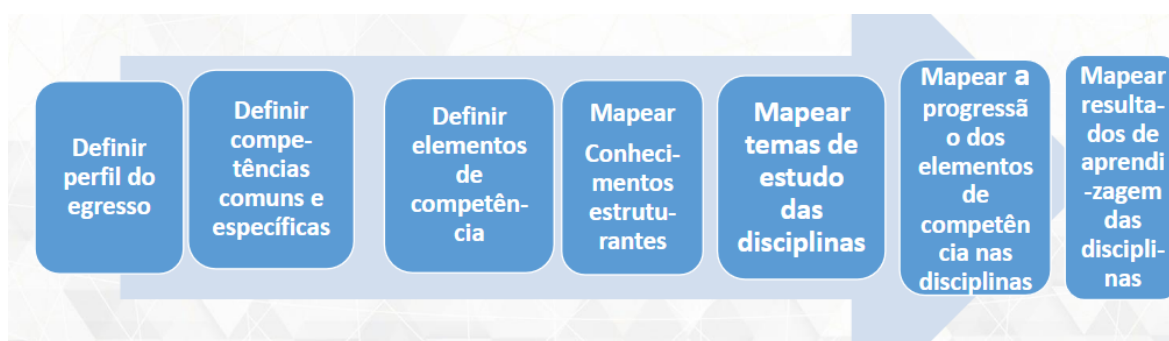 Definir
perfil do
egresso
Definir
compe-
tências
comuns e
específicas
Definir
elementos
de
competên-
cia
Mapear
Conheci-
mentos
estrutu-
rantes
Mapear
temas de
estudo
das
disciplinas
Mapear a
progressã
o dos
elementos
de
competên
cia nas
disciplinas
Mapear
resulta-
dos de
aprendi
-zagem
das
discipli-
nas